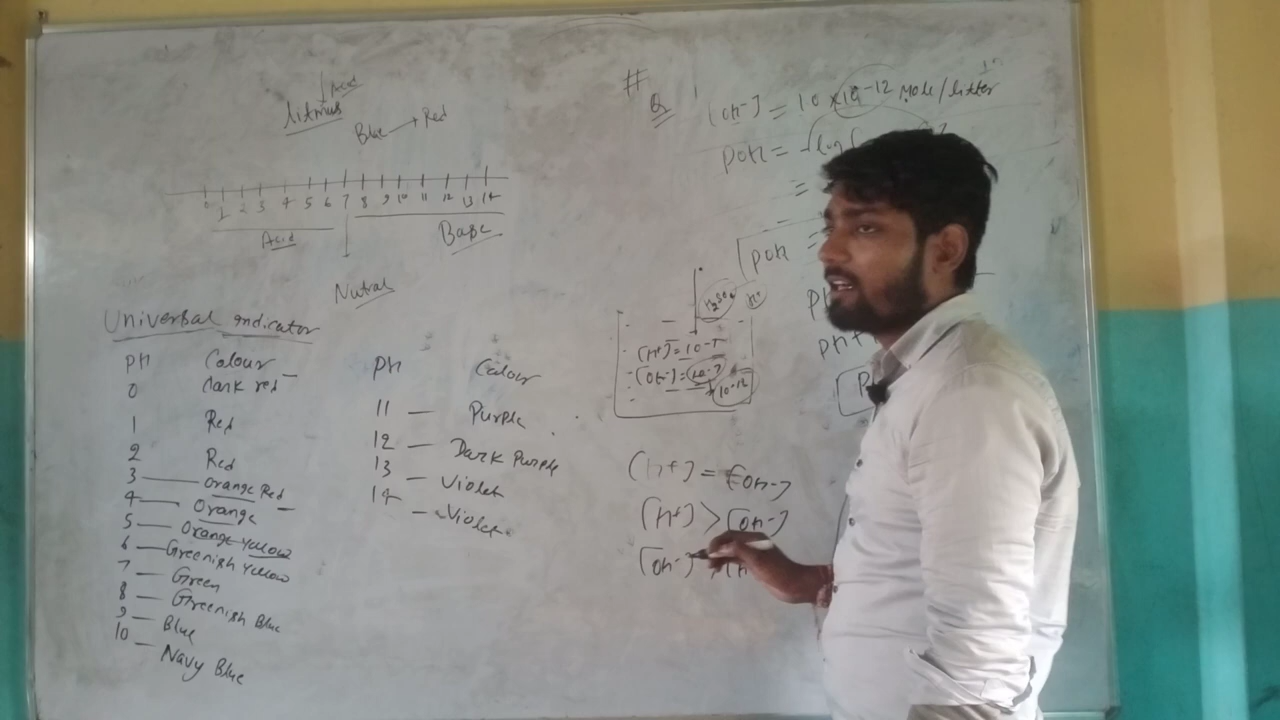 Acid
litmus
Blue → Red
0 1 2 3 4 5 6 7 8 9 10 11 12 13 14
Acid
Base
Nutral
Universal indicator
PH Colour
0 dark red
1 Red
2 Red
3 — Orange Red
4 — Orange
5 — Orange Yellow
6 — Greenish Yellow
7 — Green
8 — Greenish Blue
9 — Blue
10 — Navy Blue
PH Colour
11 — Purple
12 — Dark Purple
13 — Violet
14 — Violet
#
Q [OH-] = 10 × 10-12 Mole/litter
POH = -log(
=
POH =
PH
PH +
P
H2SO4 H+
[H+] = 10-7
[OH-] = 10-7
10-12
[H+] = [OH-]
[H+] > [OH-]
[OH-] > [H